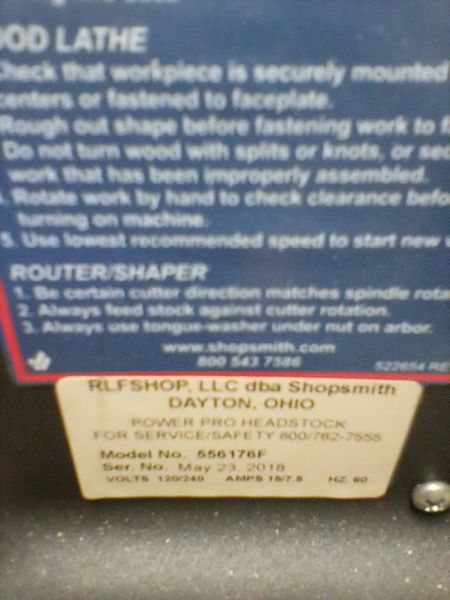 OOD LATHE
Check that workpiece is securely mounted
centers or fastened to faceplate.
Rough out shape before fastening work to f
Do not turn wood with splits or knots, or sec
work that has been improperly assembled.
Rotate work by hand to check clearance befo
turning on machine.
5. Use lowest recommended speed to start new
ROUTER/SHAPER
1. Be certain cutter direction matches spindle rota
2. Always feed stock against cutter rotation.
3. Always use tongue-washer under nut on arbor.
www.shopsmith.com
800 543 7586
522654 RE
RLFSHOP, LLC dba Shopsmith
DAYTON, OHIO
POWER PRO HEADSTOCK
FOR SERVICE/SAFETY 800/762-7555
Model No. 556176F
Ser. No. May 23, 2018
VOLTS 120/240 AMPS 15/7.5 HZ. 60